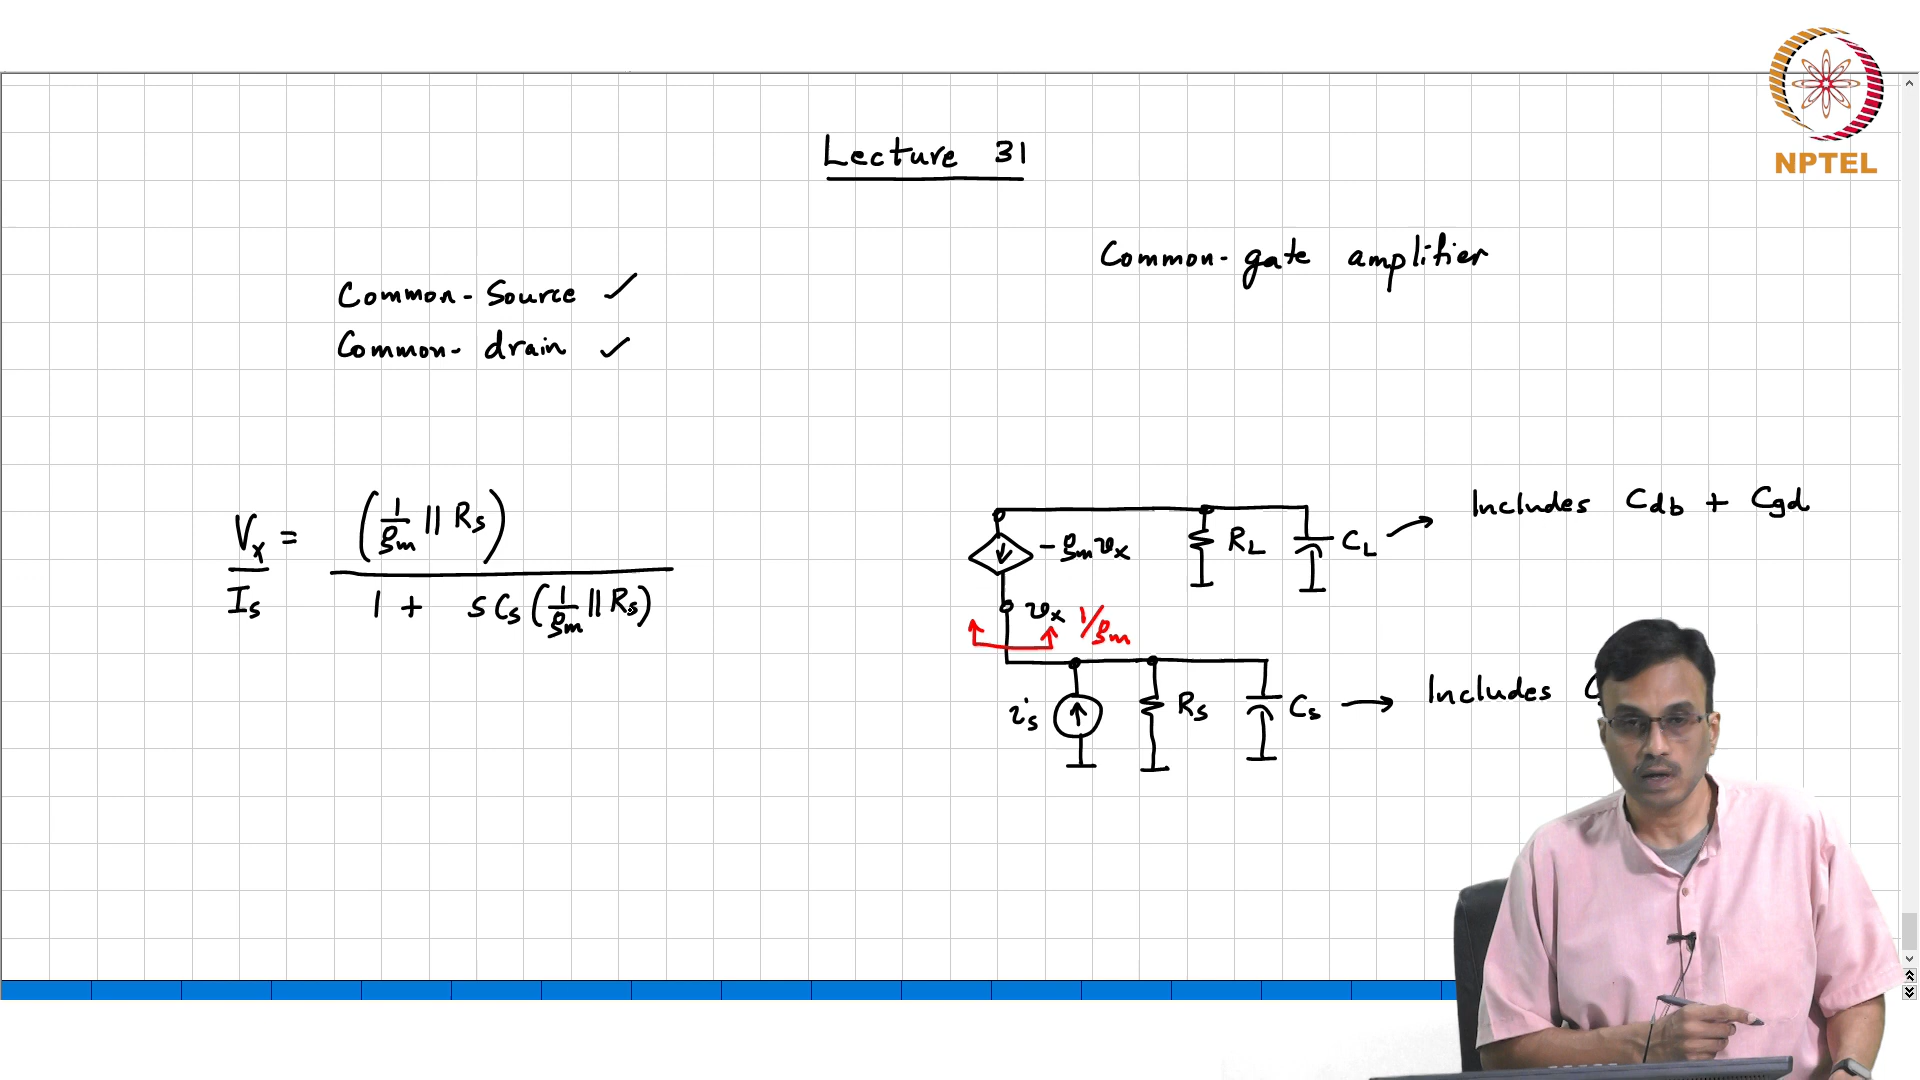 NPTEL
Lecture 31
Common-gate amplifier
Common-Source ✓
Common-drain ✓
Vx/Is = (1/gm || Rs) / (1 + sCs(1/gm || Rs))
Includes Cdb + Cgd
-gmvx
RL
CL
vx
1/gm
is
Rs
Cs
Includes